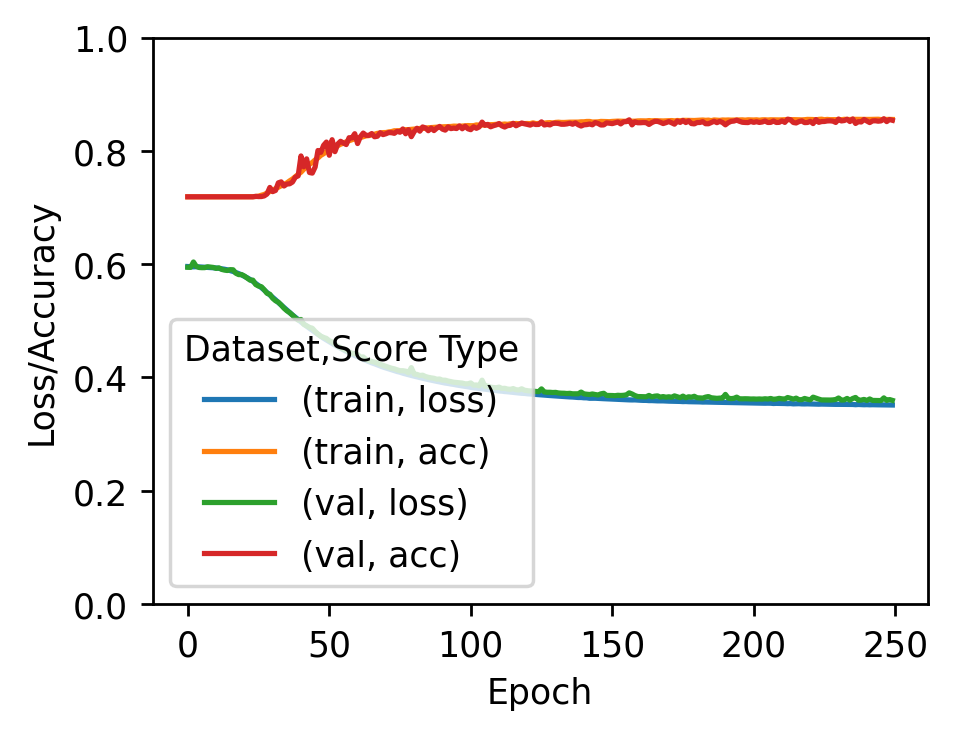 1.0
0.8
0.6
0.4
0.2
0.0
Loss/Accuracy
Dataset,Score Type
(train, loss)
(train, acc)
(val, loss)
(val, acc)
0 50 100 150 200 250
Epoch